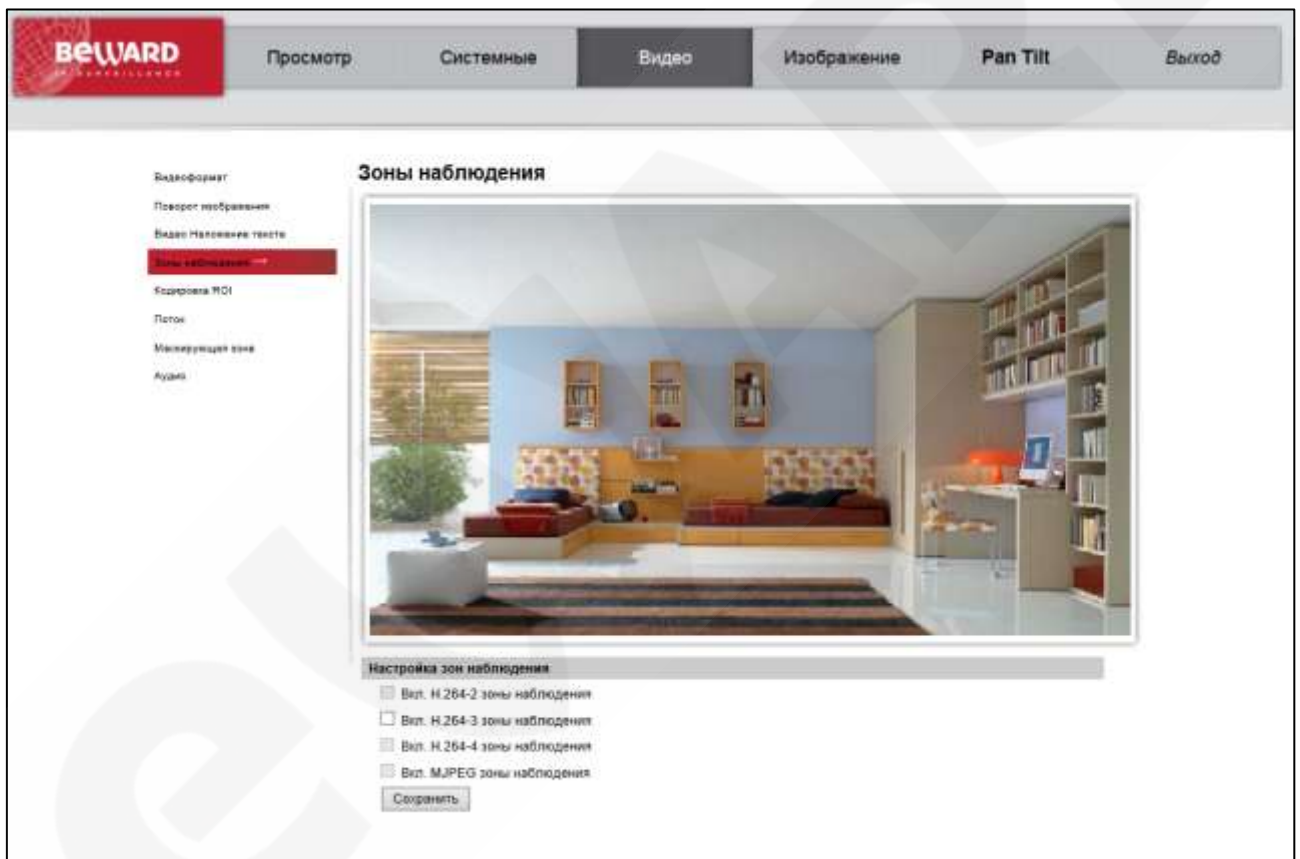 BEWARD
IP SURVEILLANCE
Просмотр
Системные
Видео
Изображение
Pan Tilt
Выход
Видеоформат
Поворот изображения
Видео Наложение текста
Зоны наблюдения →
Кодировка ROI
Поток
Маскирующая зона
Аудио
Зоны наблюдения
Настройка зон наблюдения
Вкл. H.264-2 зоны наблюдения
Вкл. H.264-3 зоны наблюдения
Вкл. H.264-4 зоны наблюдения
Вкл. MJPEG зоны наблюдения
Сохранить